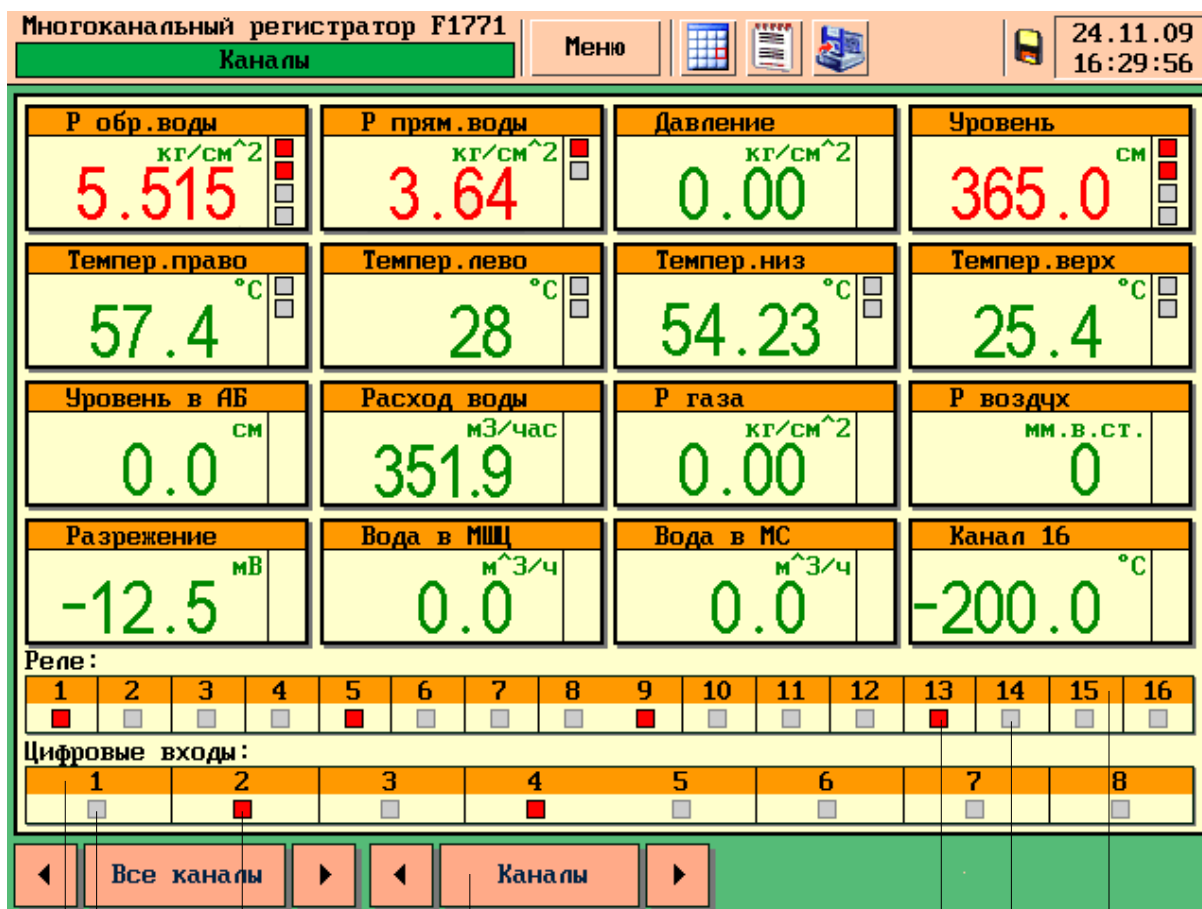 Многоканальный регистратор F1771
Каналы
Меню
24.11.09
16:29:56
Р обр.воды
Р прям.воды
Давление
Уровень
кг/см^2
кг/см^2
кг/см^2
см
5.515
3.64
0.00
365.0
Темпер.право
Темпер.лево
Темпер.низ
Темпер.верх
°C
°C
°C
°C
57.4
28
54.23
25.4
Уровень в АБ
Расход воды
Р газа
Р воздух
см
м3/час
кг/см^2
мм.в.ст.
0.0
351.9
0.00
0
Разрежение
Вода в МШЦ
Вода в МС
Канал 16
мВ
м^3/ч
м^3/ч
°C
-12.5
0.0
0.0
-200.0
Реле:
1 2 3 4 5 6 7 8 9 10 11 12 13 14 15 16
Цифровые входы:
1 2 3 4 5 6 7 8
Все каналы
Каналы